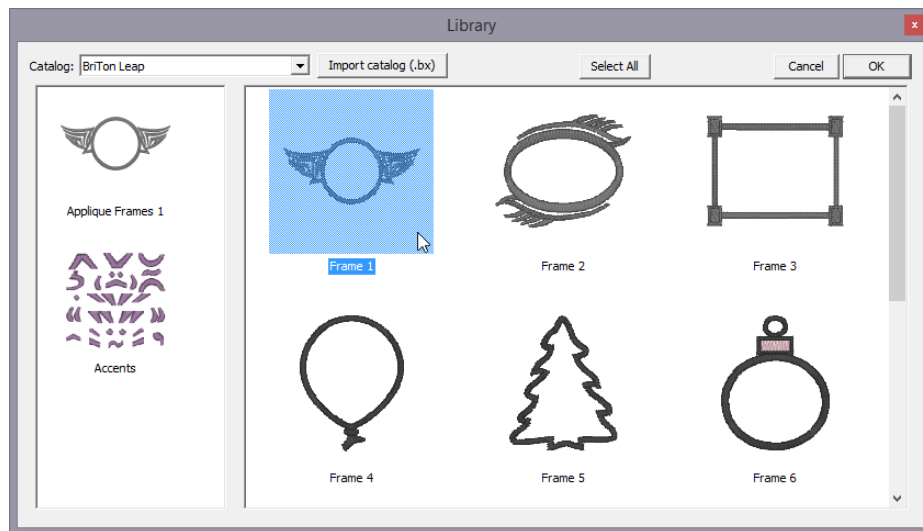 Library
x
Catalog: BriTon Leap Import catalog (.bx) Select All Cancel OK
Applique Frames 1
Accents
Frame 1 Frame 2 Frame 3
Frame 4 Frame 5 Frame 6